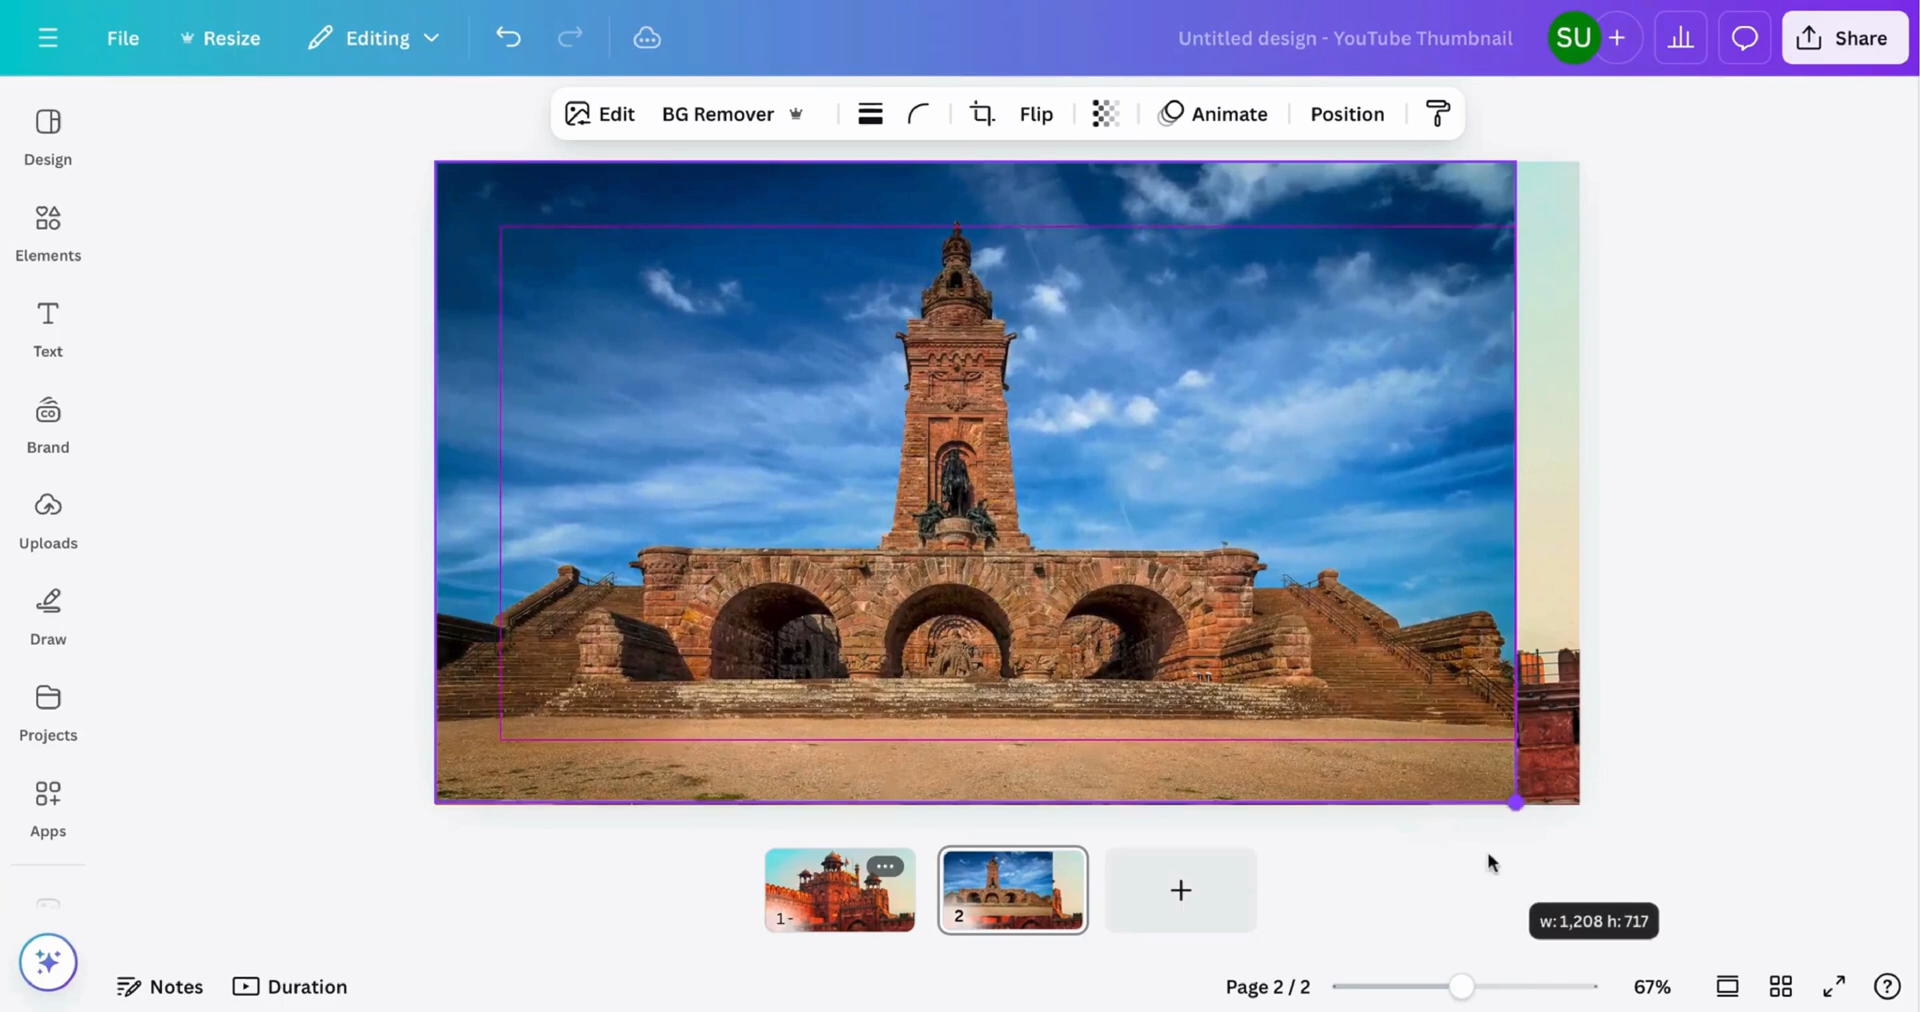 File
Resize
Editing
Untitled design - YouTube Thumbnail
SU
+
Share
Edit
BG Remover
Flip
Animate
Position
Design
Elements
Text
CO
Brand
Uploads
Draw
Projects
Apps
1-
2
+
w: 1,208 h: 717
Notes
Duration
Page 2 / 2
67%
?